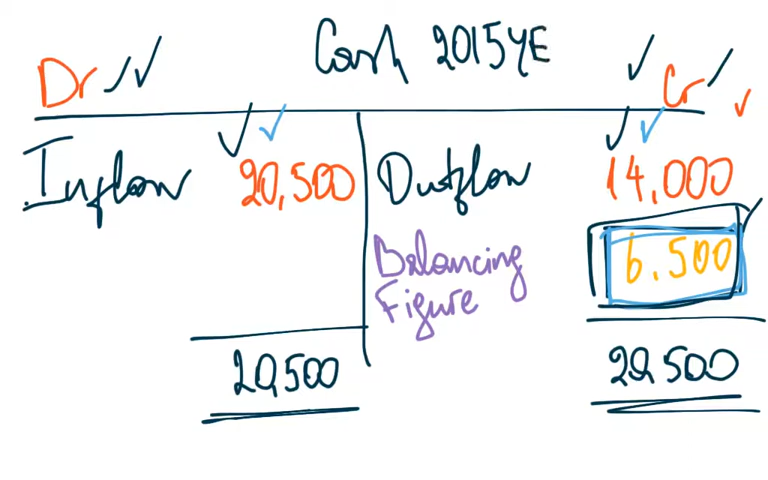 Cash 2015YE
Dr Cr
Inflow 20,500 Outflow 14,000
Balancing 6.500
Figure
20,500 20,500